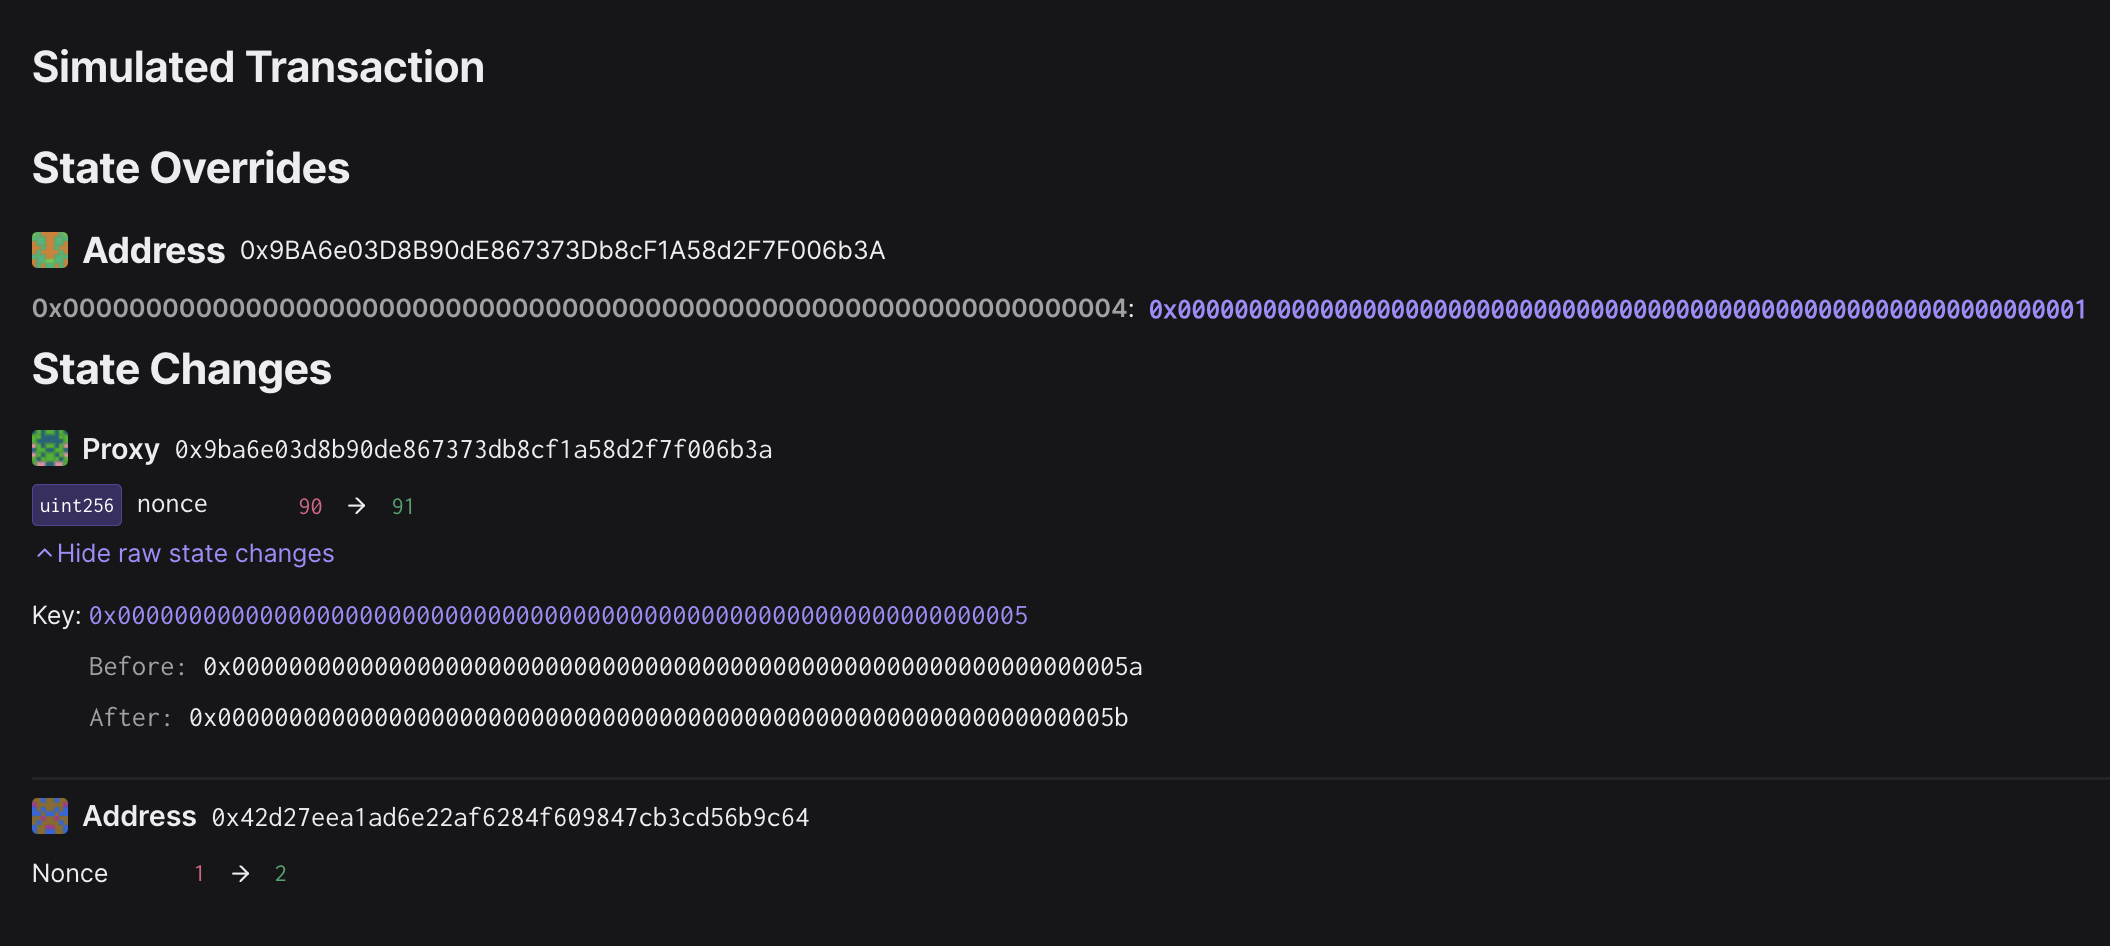 Simulated Transaction
State Overrides
Address 0x9BA6e03D8B90dE867373Db8cF1A58d2F7F006b3A
0x0000000000000000000000000000000000000000000000000000000000000004: 0x0000000000000000000000000000000000000000000000000000000000000001
State Changes
Proxy 0x9ba6e03d8b90de867373db8cf1a58d2f7f006b3a
uint256 nonce 90 → 91
Hide raw state changes
Key: 0x0000000000000000000000000000000000000000000000000000000000000005
Before: 0x000000000000000000000000000000000000000000000000000000000000005a
After: 0x000000000000000000000000000000000000000000000000000000000000005b
Address 0x42d27eea1ad6e22af6284f609847cb3cd56b9c64
Nonce 1 → 2